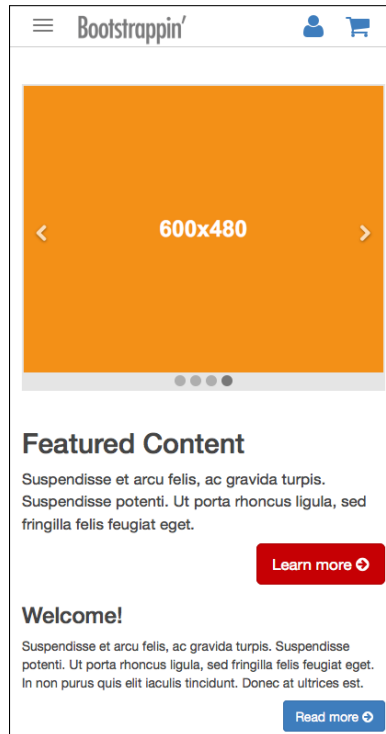 Bootstrappin’
600x480
Featured Content
Suspendisse et arcu felis, ac gravida turpis.
Suspendisse potenti. Ut porta rhoncus ligula, sed
fringilla felis feugiat eget.
Learn more
Welcome!
Suspendisse et arcu felis, ac gravida turpis. Suspendisse
potenti. Ut porta rhoncus ligula, sed fringilla felis feugiat eget.
In non purus quis elit iaculis tincidunt. Donec at ultrices est.
Read more